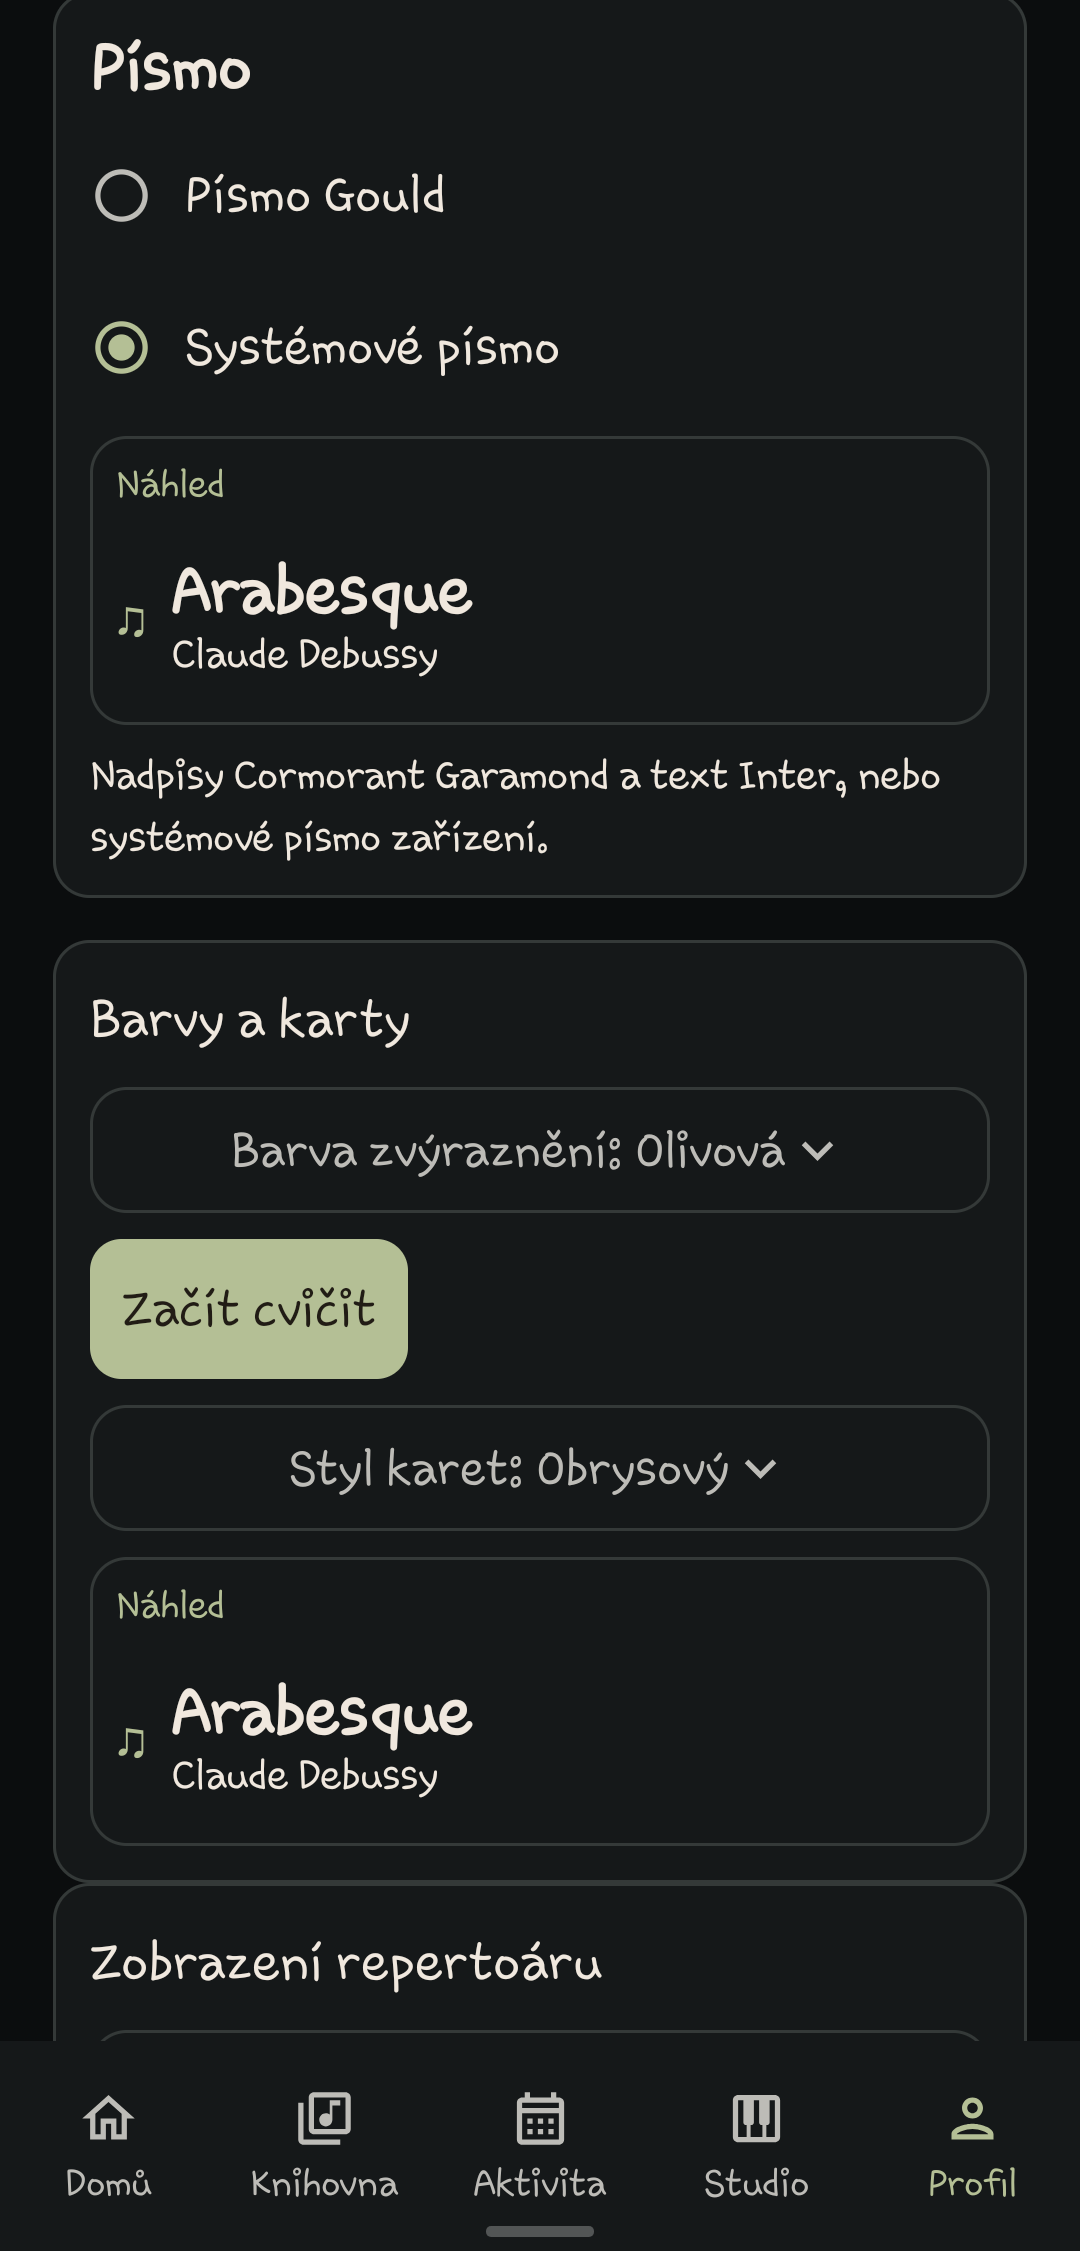 Písmo
Písmo Gould
Systémové písmo
Náhled
♫ Arabesque
Claude Debussy
Nadpisy Cormorant Garamond a text Inter, nebo
systémové písmo zařízení.
Barvy a karty
Barva zvýraznění: Olivová
Začít cvičit
Styl karet: Obrysový
Náhled
♫ Arabesque
Claude Debussy
Zobrazení repertoáru
Domů Knihovna Aktivita Studio Profil